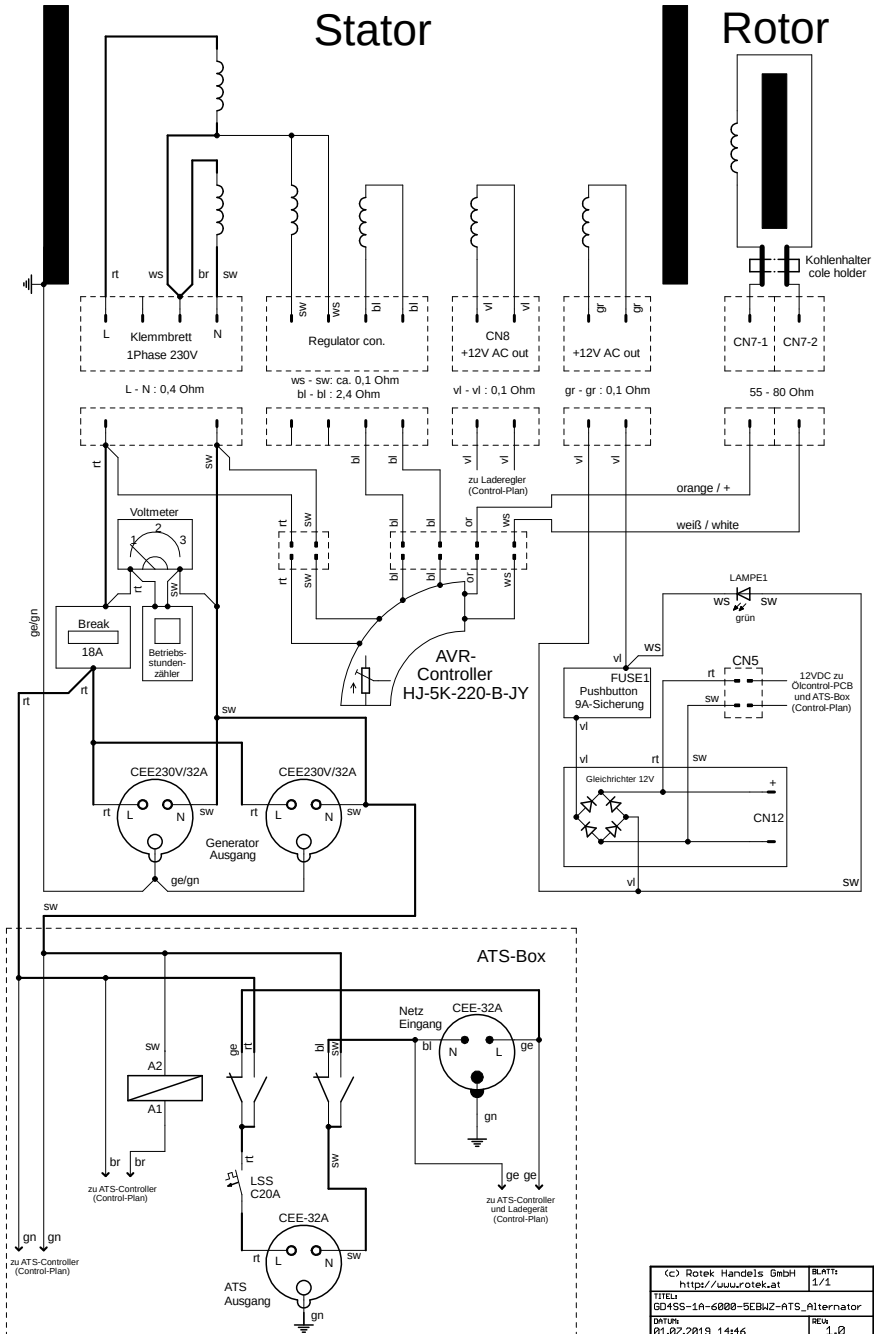 Stator
Rotor
rt
ws
br
sw
Kohlenhalter
cole holder
sw
ws
bl
bl
vl
vl
gr
gr
L
Klemmbrett
1Phase 230V
N
Regulator con.
CN8
+12V AC out
+12V AC out
CN7-1
CN7-2
L - N : 0,4 Ohm
ws - sw: ca. 0,1 Ohm
bl - bl : 2,4 Ohm
vl - vl : 0,1 Ohm
gr - gr : 0,1 Ohm
55 - 80 Ohm
rt
sw
bl
bl
vl
vl
vl
vl
zu Laderegler
(Control-Plan)
orange / +
weiß / white
Voltmeter
1
2
3
rt
sw
bl
bl
or
ws
rt
sw
bl
bl
or
ws
rt
sw
ge/gn
Break
18A
Betriebs-
stunden-
zähler
LAMPE1
ws
sw
grün
AVR-
Controller
HJ-5K-220-B-JY
ws
vl
FUSE1
Pushbutton
9A-Sicherung
CN5
rt
sw
12VDC zu
Ölcontrol-PCB
und ATS-Box
(Control-Plan)
rt
rt
sw
vl
vl
rt
sw
Gleichrichter 12V
+
CN12
vl
sw
CEE230V/32A
CEE230V/32A
rt
L
N
sw
rt
L
N
sw
Generator
Ausgang
ge/gn
sw
ATS-Box
Netz
Eingang
CEE-32A
bl
N
L
ge
gn
sw
A2
A1
ge
rt
bl
sw
br
br
zu ATS-Controller
(Control-Plan)
rt
LSS
C20A
sw
ge
ge
zu ATS-Controller
und Ladegerät
(Control-Plan)
gn
gn
zu ATS-Controller
(Control-Plan)
CEE-32A
rt
L
N
sw
ATS
Ausgang
gn
(c) Rotek Handels GmbH
http://www.rotek.at
BLATT:
1/1
TITEL:
GD4SS-1A-6000-5EBWZ-ATS_Alternator
DATUM:
01.07.2019 14:46
REV:
1.0